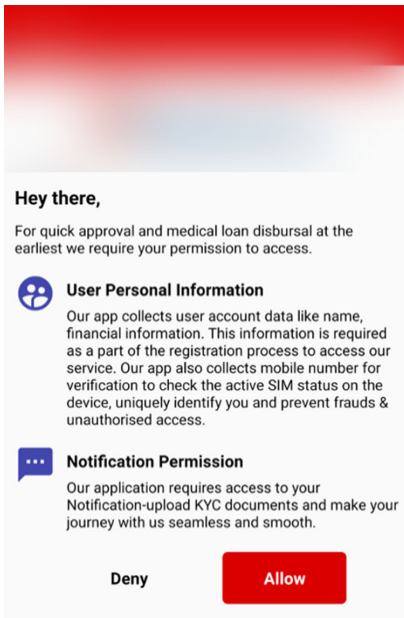 Hey there,
For quick approval and medical loan disbursal at the
earliest we require your permission to access.
User Personal Information
Our app collects user account data like name,
financial information. This information is required
as a part of the registration process to access our
service. Our app also collects mobile number for
verification to check the active SIM status on the
device, uniquely identify you and prevent frauds &
unauthorised access.
Notification Permission
Our application requires access to your
Notification-upload KYC documents and make your
journey with us seamless and smooth.
Deny Allow